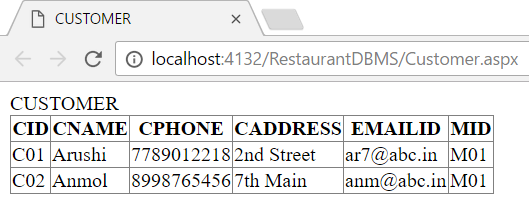 CUSTOMER
localhost:4132/RestaurantDBMS/Customer.aspx
CUSTOMER
CID CNAME CPHONE CADDRESS EMAILID MID
C01 Arushi 7789012218 2nd Street ar7@abc.in M01
C02 Anmol 8998765456 7th Main anm@abc.in M01